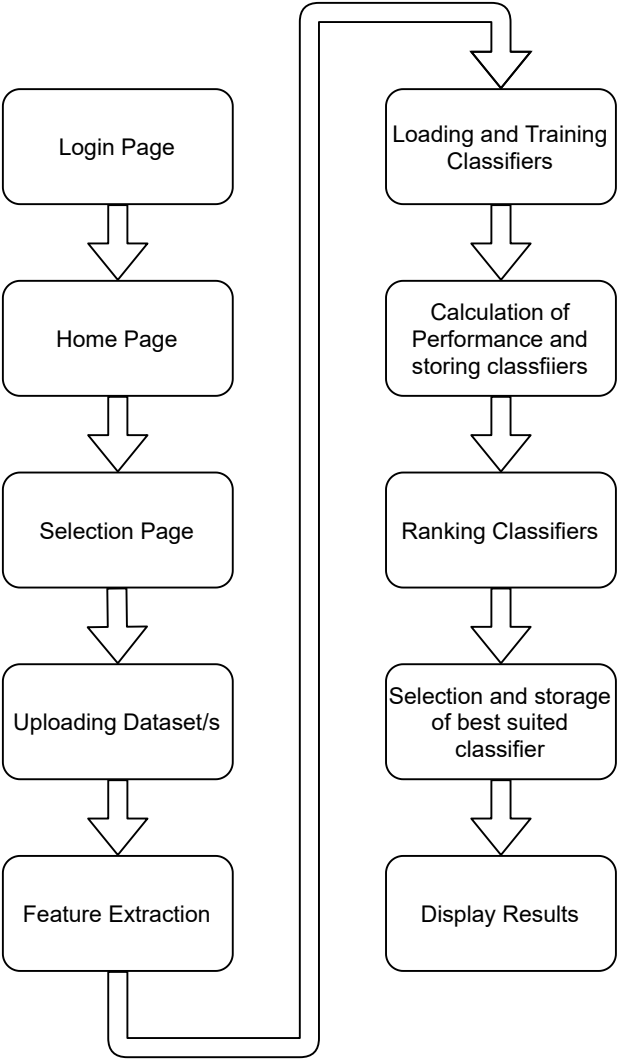 Login Page
Home Page
Selection Page
Uploading Dataset/s
Feature Extraction
Loading and Training
Classifiers
Calculation of
Performance and
storing classfiiers
Ranking Classifiers
Selection and storage
of best suited
classifier
Display Results